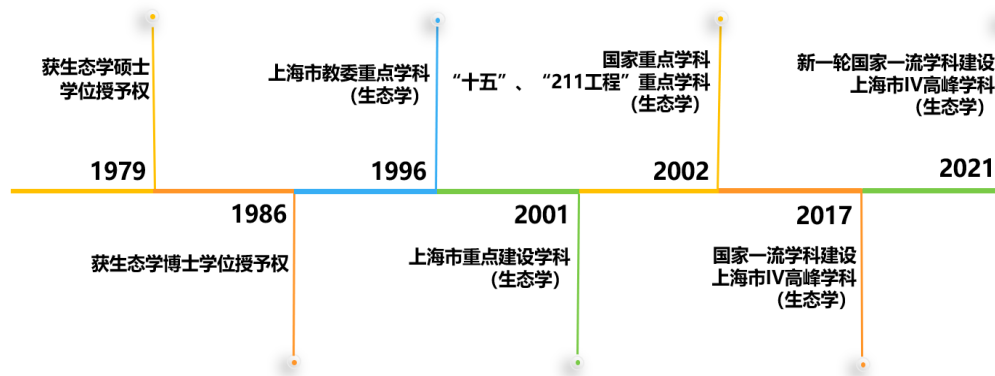 获生态学硕士
学位授予权
1979
1986
获生态学博士学位授予权
上海市教委重点学科
（生态学）
1996
2001
上海市重点建设学科
（生态学）
国家重点学科
“十五”、“211工程”重点学科
（生态学）
2002
2017
国家一流学科建设
上海市IV高峰学科
（生态学）
新一轮国家一流学科建设
上海市IV高峰学科
（生态学）
2021